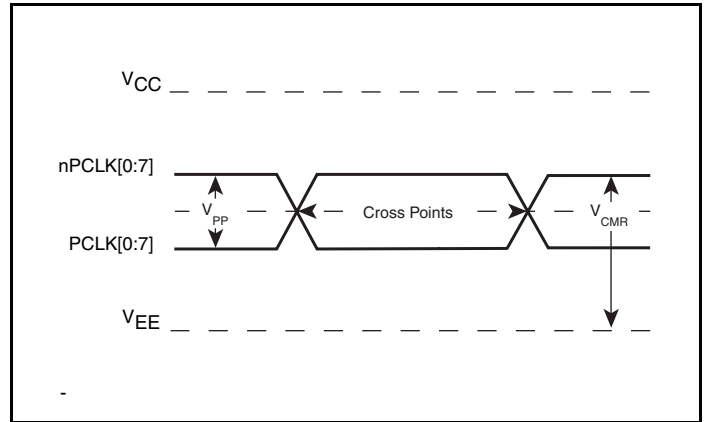 VCC
nPCLK[0:7]
VPP
Cross Points
VCMR
PCLK[0:7]
VEE
-